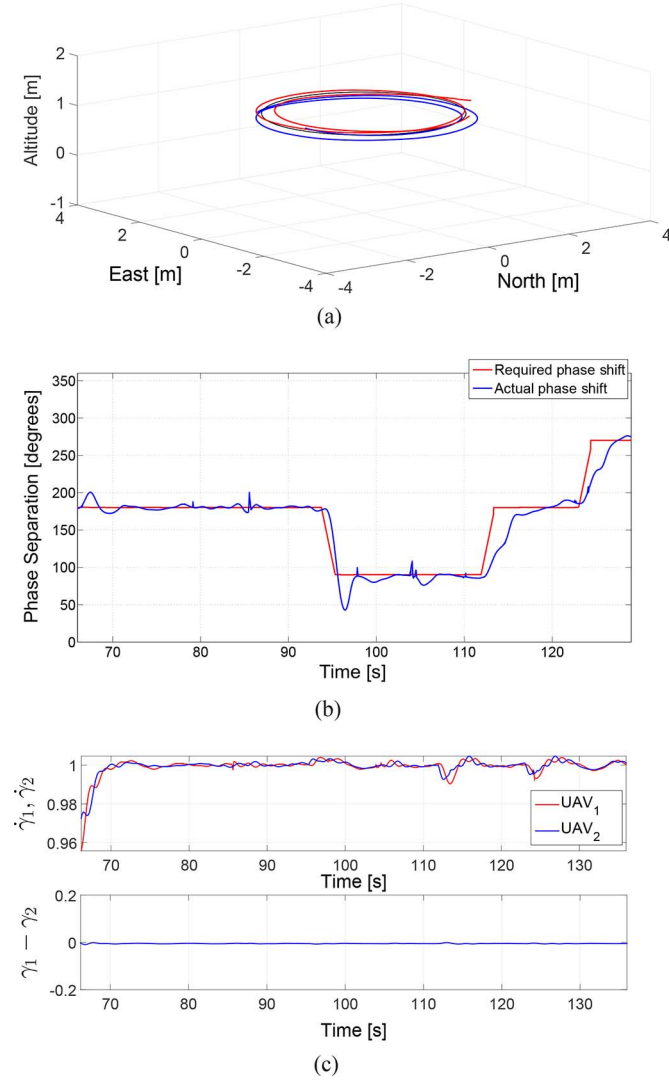 2
1
0
-1
Altitude [m]
4
2
0
-2
-4
East [m]
-4
-2
0
2
4
North [m]
(a)
Required phase shift
Actual phase shift
350
300
250
200
150
100
50
0
Phase Separation [degrees]
70 80 90 100 110 120
Time [s]
(b)
1
0.98
0.96
γ̇₁, γ̇₂
UAV₁
UAV₂
70 80 90 100 110 120 130
Time [s]
0.2
0
-0.2
γ₁ − γ₂
70 80 90 100 110 120 130
Time [s]
(c)